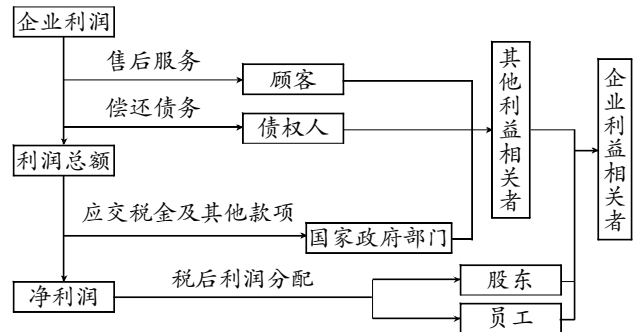 企业利润
售后服务
顾客
偿还债务
债权人
利润总额
应交税金及其他款项
国家政府部门
税后利润分配
净利润
股东
员工
其他利益相关者
企业利益相关者